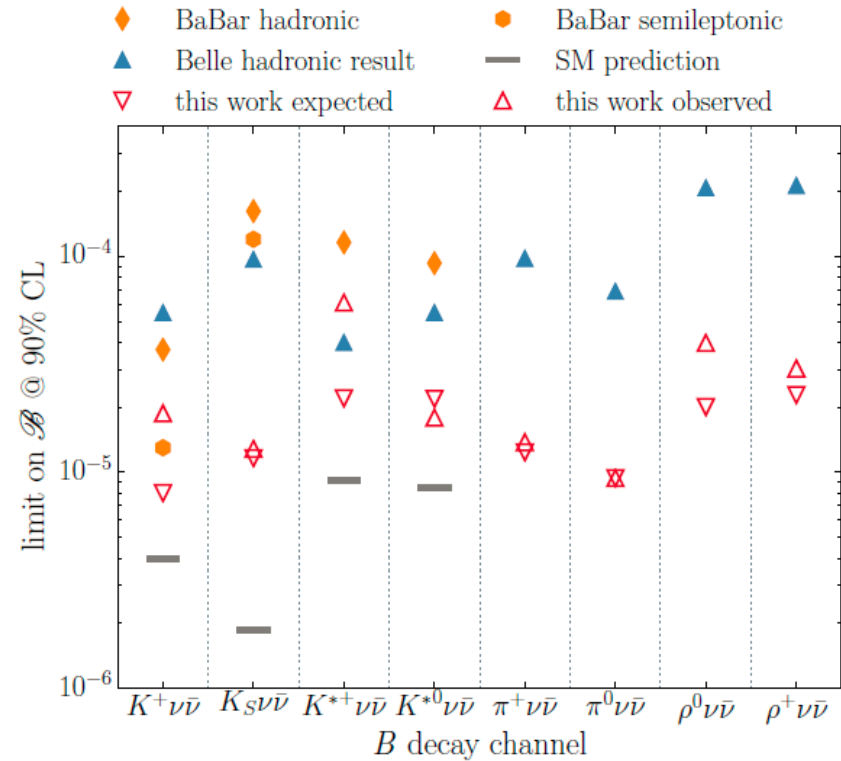 BaBar hadronic BaBar semileptonic
Belle hadronic result SM prediction
this work expected this work observed
limit on ℬ @ 90% CL
10⁻⁴
10⁻⁵
10⁻⁶
K⁺νν̄ K_Sνν̄ K*⁺νν̄ K*⁰νν̄ π⁺νν̄ π⁰νν̄ ρ⁰νν̄ ρ⁺νν̄
B decay channel